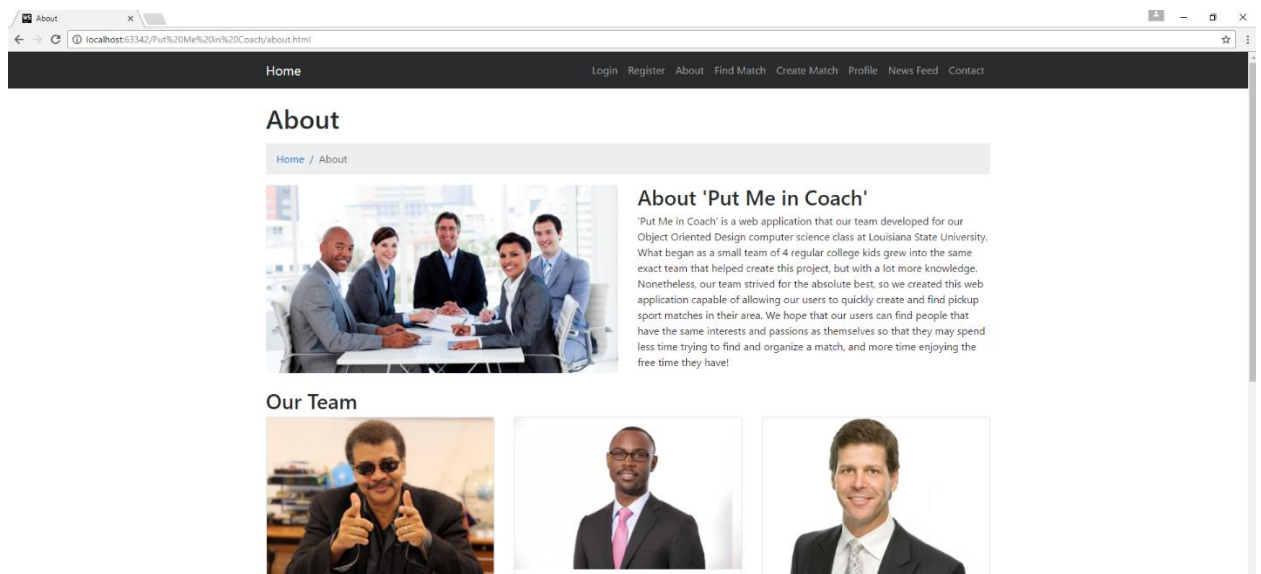 WS About
localhost:63342/Put%20Me%20in%20Coach/about.html
Home Login Register About Find Match Create Match Profile News Feed Contact
About
Home / About
About 'Put Me in Coach'
'Put Me in Coach' is a web application that our team developed for our
Object Oriented Design computer science class at Louisiana State University.
What began as a small team of 4 regular college kids grew into the same
exact team that helped create this project, but with a lot more knowledge.
Nonetheless, our team strived for the absolute best, so we created this web
application capable of allowing our users to quickly create and find pickup
sport matches in their area. We hope that our users can find people that
have the same interests and passions as themselves so that they may spend
less time trying to find and organize a match, and more time enjoying the
free time they have!
Our Team